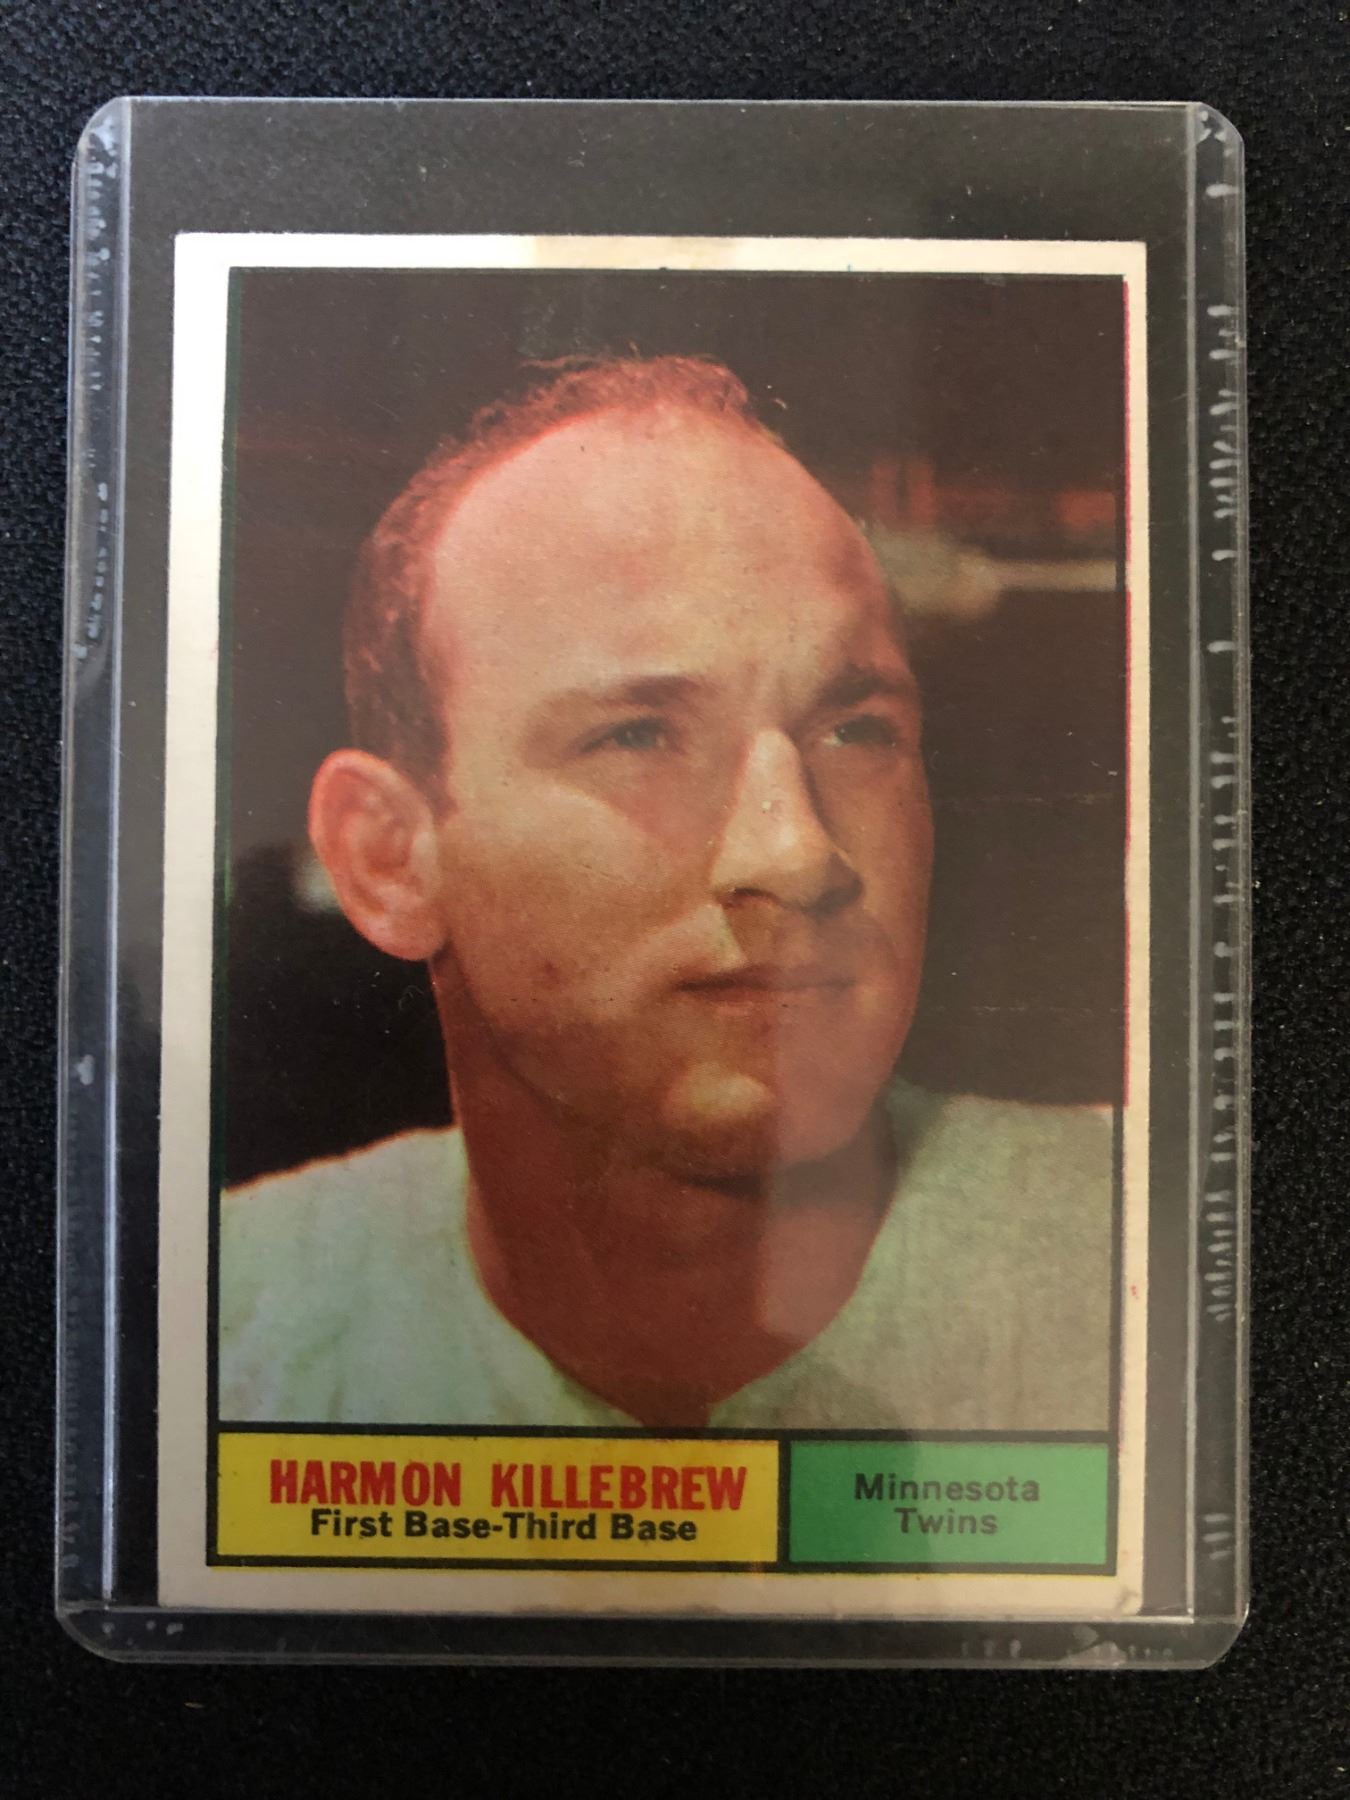 HARMON KILLEBREW
First Base-Third Base
Minnesota
Twins